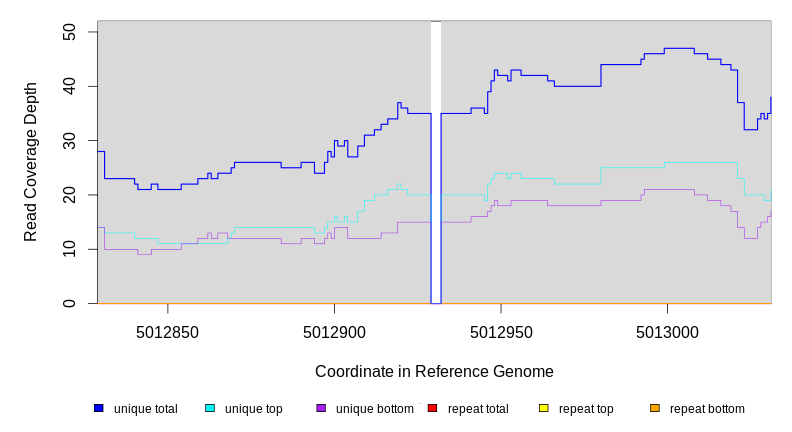 50
40
30
20
10
0
Read Coverage Depth
5012850 5012900 5012950 5013000
Coordinate in Reference Genome
unique total unique top unique bottom repeat total repeat top repeat bottom